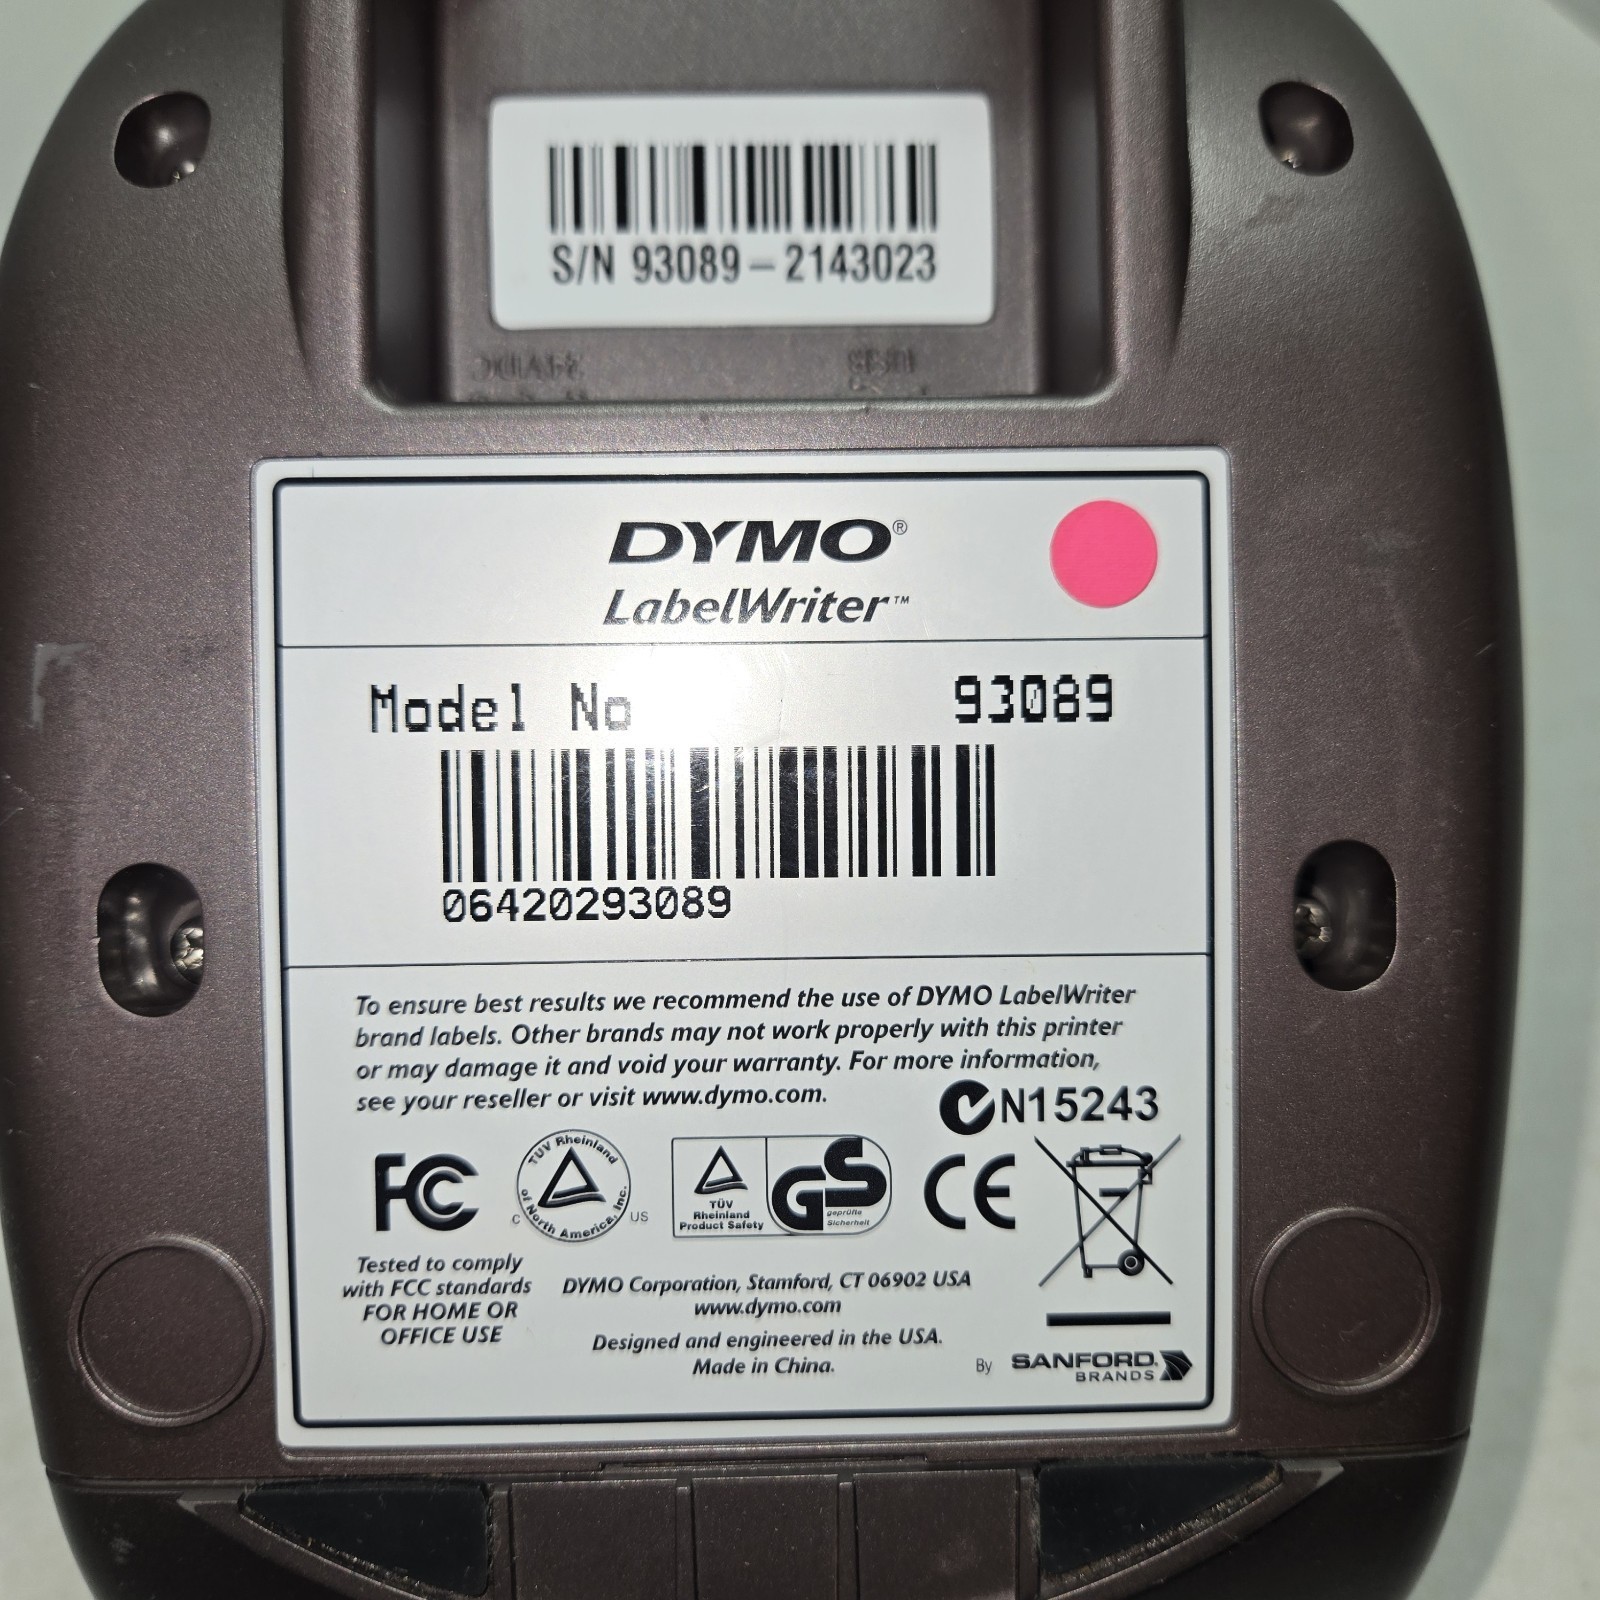 S/N 93089-2143023
DYMO®
LabelWriter™
Model No 93089
06420293089
To ensure best results we recommend the use of DYMO LabelWriter
brand labels. Other brands may not work properly with this printer
or may damage it and void your warranty. For more information,
see your reseller or visit www.dymo.com.
N15243
FC
TUV Rheinland
of North America, Inc.
C US
TÜV
Rheinland
Product Safety
GS
geprüfte
Sicherheit
CE
Tested to comply
with FCC standards
FOR HOME OR
OFFICE USE
DYMO Corporation, Stamford, CT 06902 USA
www.dymo.com
Designed and engineered in the USA.
Made in China.
By SANFORD.
BRANDS